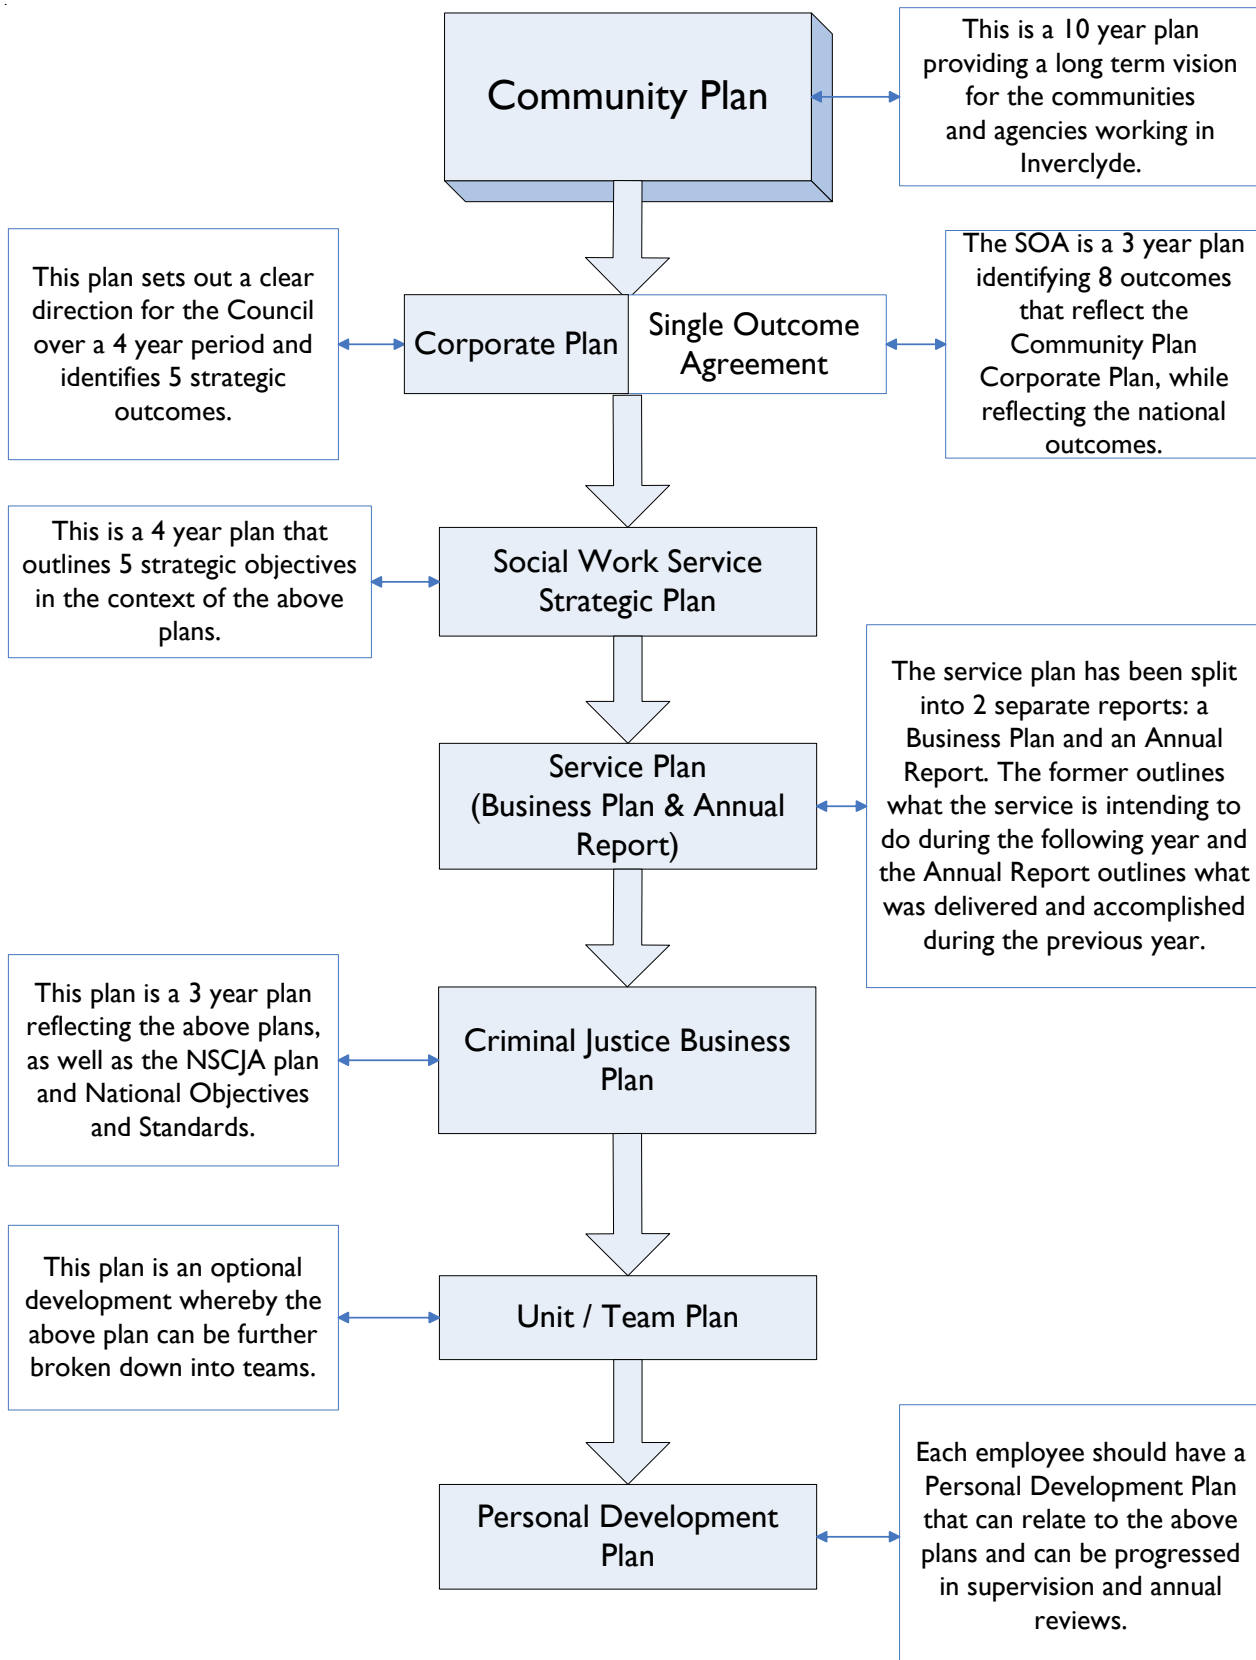 Community Plan
This is a 10 year plan
providing a long term vision
for the communities
and agencies working in
Inverclyde.
This plan sets out a clear
direction for the Council
over a 4 year period and
identifies 5 strategic
outcomes.
Corporate Plan
Single Outcome
Agreement
The SOA is a 3 year plan
identifying 8 outcomes
that reflect the
Community Plan
Corporate Plan, while
reflecting the national
outcomes.
This is a 4 year plan that
outlines 5 strategic objectives
in the context of the above
plans.
Social Work Service
Strategic Plan
Service Plan
(Business Plan & Annual
Report)
The service plan has been split
into 2 separate reports: a
Business Plan and an Annual
Report. The former outlines
what the service is intending to
do during the following year and
the Annual Report outlines what
was delivered and accomplished
during the previous year.
This plan is a 3 year plan
reflecting the above plans,
as well as the NSCJA plan
and National Objectives
and Standards.
Criminal Justice Business
Plan
This plan is an optional
development whereby the
above plan can be further
broken down into teams.
Unit / Team Plan
Personal Development
Plan
Each employee should have a
Personal Development Plan
that can relate to the above
plans and can be progressed
in supervision and annual
reviews.